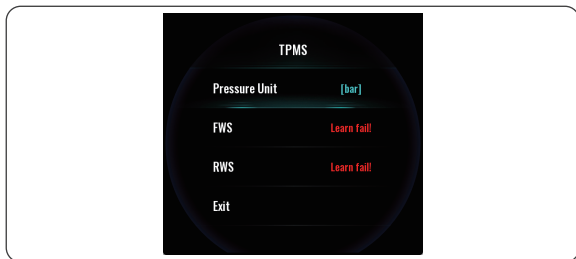 TPMS
Pressure Unit [bar]
FWS Learn fail!
RWS Learn fail!
Exit